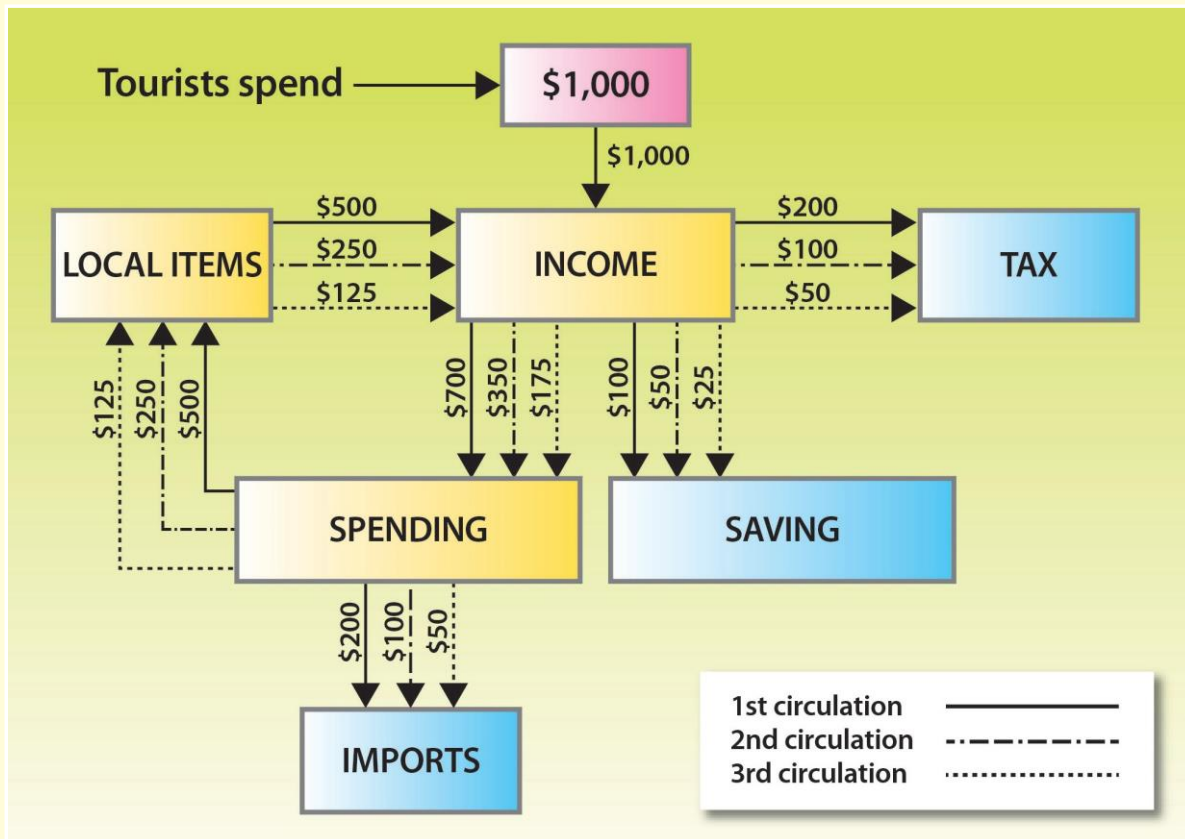 Tourists spend
$1,000
$1,000
LOCAL ITEMS
$500
$250
$125
INCOME
$200
$100
$50
TAX
$125
$250
$500
$700
$350
$175
$100
$50
$25
SPENDING
SAVING
$200
$100
$50
IMPORTS
1st circulation
2nd circulation
3rd circulation